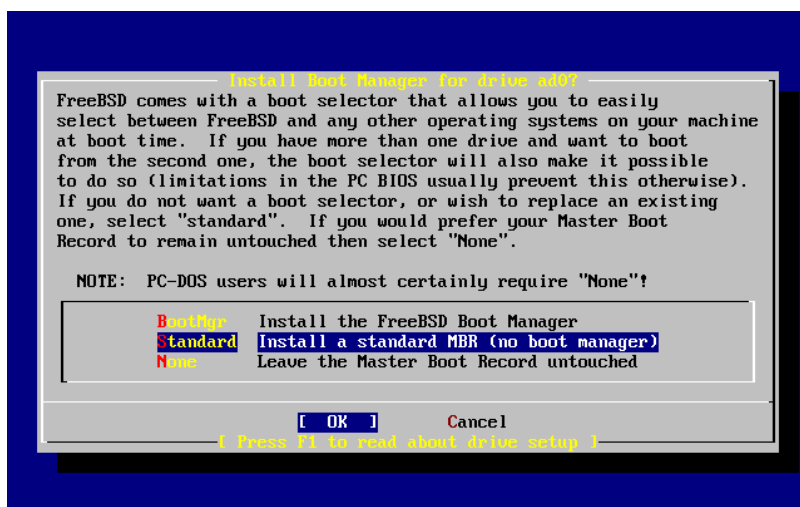 Install Boot Manager for drive ad0?
FreeBSD comes with a boot selector that allows you to easily
select between FreeBSD and any other operating systems on your machine
at boot time.  If you have more than one drive and want to boot
from the second one, the boot selector will also make it possible
to do so (limitations in the PC BIOS usually prevent this otherwise).
If you do not want a boot selector, or wish to replace an existing
one, select "standard".  If you would prefer your Master Boot
Record to remain untouched then select "None".
NOTE:  PC-DOS users will almost certainly require "None"!
BootMgr   Install the FreeBSD Boot Manager
Standard  Install a standard MBR (no boot manager)
None      Leave the Master Boot Record untouched
[  OK  ]       Cancel
[ Press F1 to read about drive setup ]